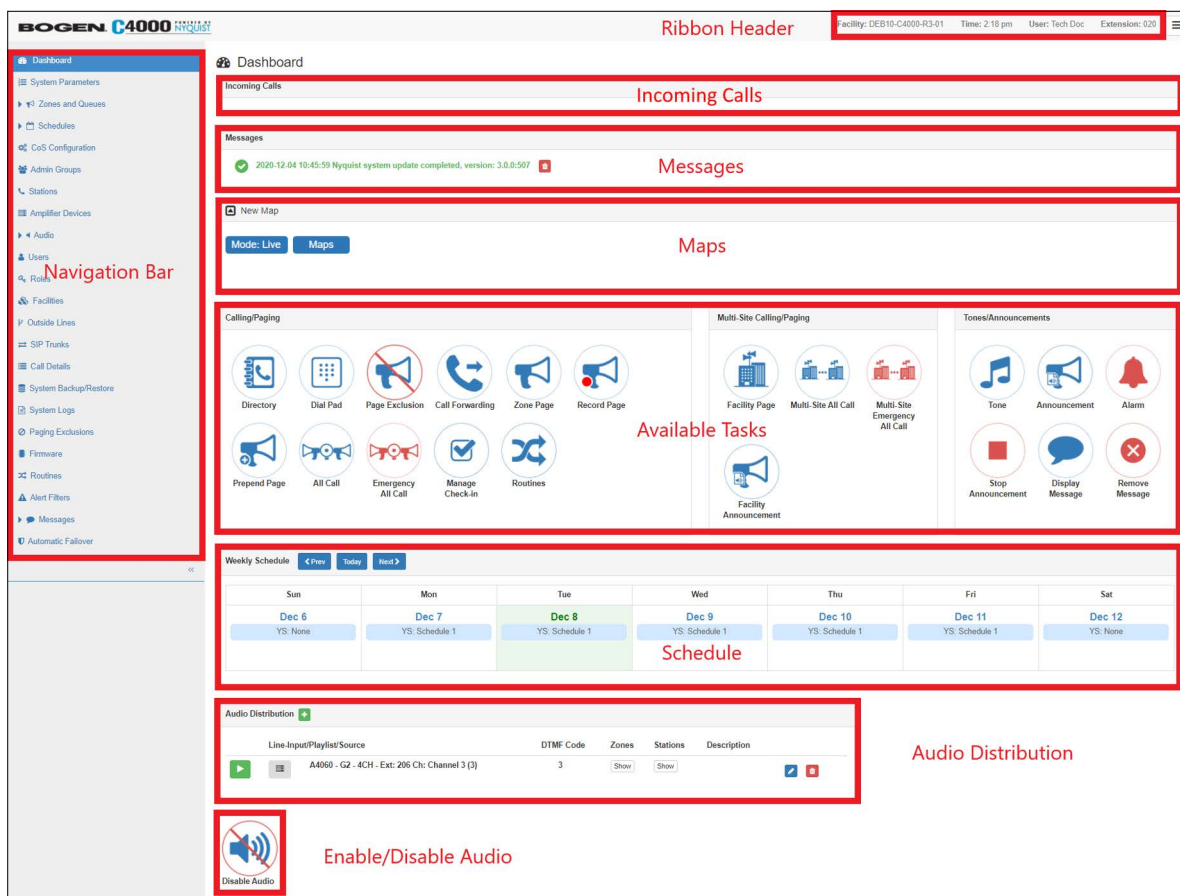 BOGEN. C4000 POWERED BY NYQUIST
Ribbon Header
Facility: DEB10-C4000-R3-01 Time: 2:18 pm User: Tech Doc Extension: 020
Dashboard
System Parameters
Zones and Queues
Schedules
CoS Configuration
Admin Groups
Stations
Amplifier Devices
Audio
Users
Navigation Bar
Roles
Facilities
Outside Lines
SIP Trunks
Call Details
System Backup/Restore
System Logs
Paging Exclusions
Firmware
Routines
Alert Filters
Messages
Automatic Failover
«
Dashboard
Incoming Calls
Incoming Calls
Messages
2020-12-04 10:45:59 Nyquist system update completed, version: 3.0.0:507
Messages
New Map
Mode: Live Maps
Maps
Calling/Paging
Directory Dial Pad Page Exclusion Call Forwarding Zone Page Record Page
Prepend Page All Call Emergency All Call Manage Check-in Routines
Available Tasks
Multi-Site Calling/Paging
Facility Page Multi-Site All Call Multi-Site Emergency All Call
Facility Announcement
Tones/Announcements
Tone Announcement Alarm
Stop Announcement Display Message Remove Message
Weekly Schedule Prev Today Next
Sun Mon Tue Wed Thu Fri Sat
Dec 6 Dec 7 Dec 8 Dec 9 Dec 10 Dec 11 Dec 12
YS: None YS: Schedule 1 YS: Schedule 1 YS: Schedule 1 YS: Schedule 1 YS: Schedule 1 YS: None
Schedule
Audio Distribution
Line-Input/Playlist/Source DTMF Code Zones Stations Description
A4060 - G2 - 4CH - Ext: 206 Ch: Channel 3 (3) 3 Show Show
Audio Distribution
Disable Audio
Enable/Disable Audio